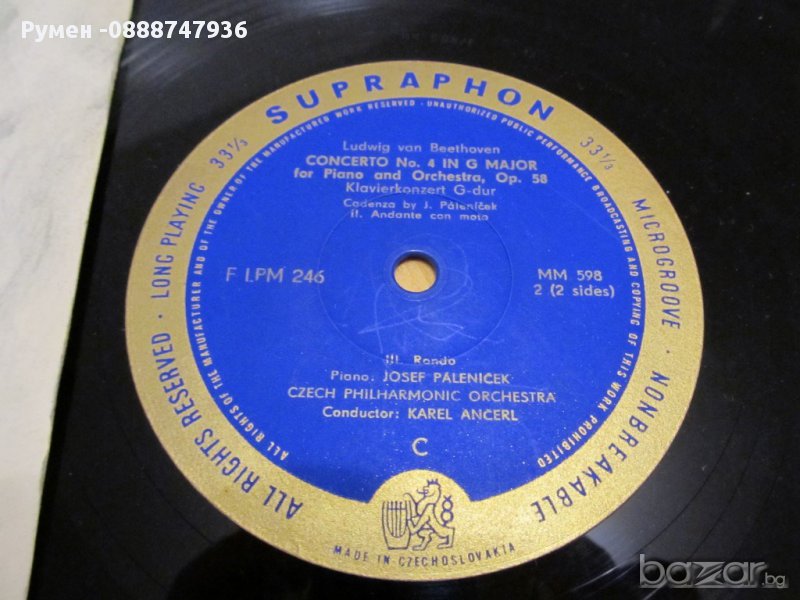 Румен -0888747936
SUPRAPHON
ALL RIGHTS RESERVED · LONG PLAYING 33⅓
33⅓ MICROGROOVE · NONBREAKABLE
ALL RIGHTS OF THE MANUFACTURER AND OF THE OWNER OF THE MANUFACTURED WORK RESERVED · UNAUTHORIZED PUBLIC PERFORMANCE BROADCASTING AND COPYING OF THIS WORK PROHIBITED
Ludwig van Beethoven
CONCERTO No. 4 IN G MAJOR
for Piano and Orchestra, Op. 58
Klavierkonzert G-dur
Cadenza by J. Páleníček
II. Andante con moto
F LPM 246
MM 598
2 (2 sides)
III. Rondo
Piano: JOSEF PÁLENÍČEK
CZECH PHILHARMONIC ORCHESTRA
Conductor: KAREL ANČERL
C
MADE IN CZECHOSLOVAKIA
bazar.bg